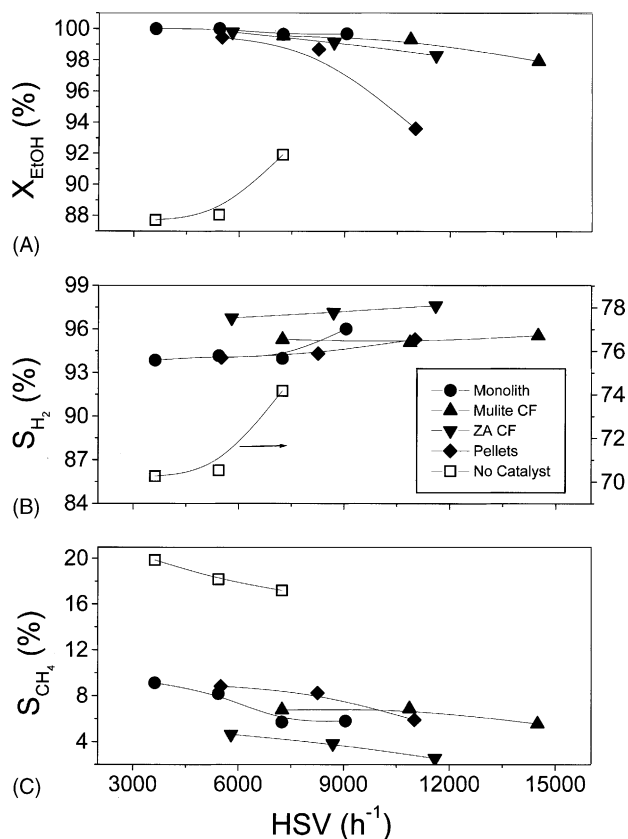 100
98
96
94
92
90
88
X_EtOH (%)
(A)
99
96
93
90
87
84
S_H2 (%)
78
76
74
72
70
Monolith
Mulite CF
ZA CF
Pellets
No Catalyst
(B)
20
16
12
8
4
S_CH4 (%)
(C)
3000 6000 9000 12000 15000
HSV (h⁻¹)